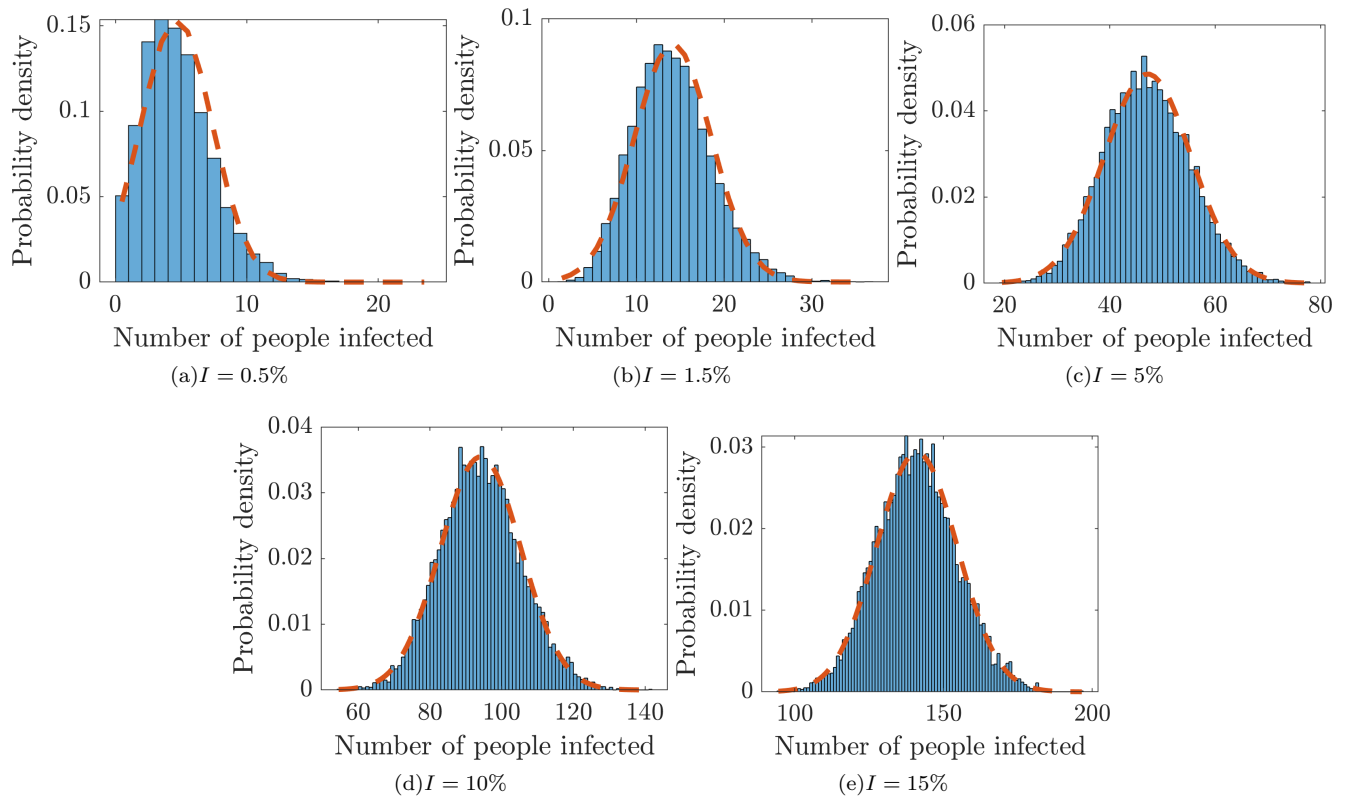 Probability density
0.15
0.1
0.05
0
0
10
20
Number of people infected
(a) I = 0.5%
Probability density
0.1
0.05
0
0
10
20
30
Number of people infected
(b) I = 1.5%
Probability density
0.06
0.04
0.02
0
20
40
60
80
Number of people infected
(c) I = 5%
Probability density
0.04
0.03
0.02
0.01
0
60
80
100
120
140
Number of people infected
(d) I = 10%
Probability density
0.03
0.02
0.01
0
100
150
200
Number of people infected
(e) I = 15%